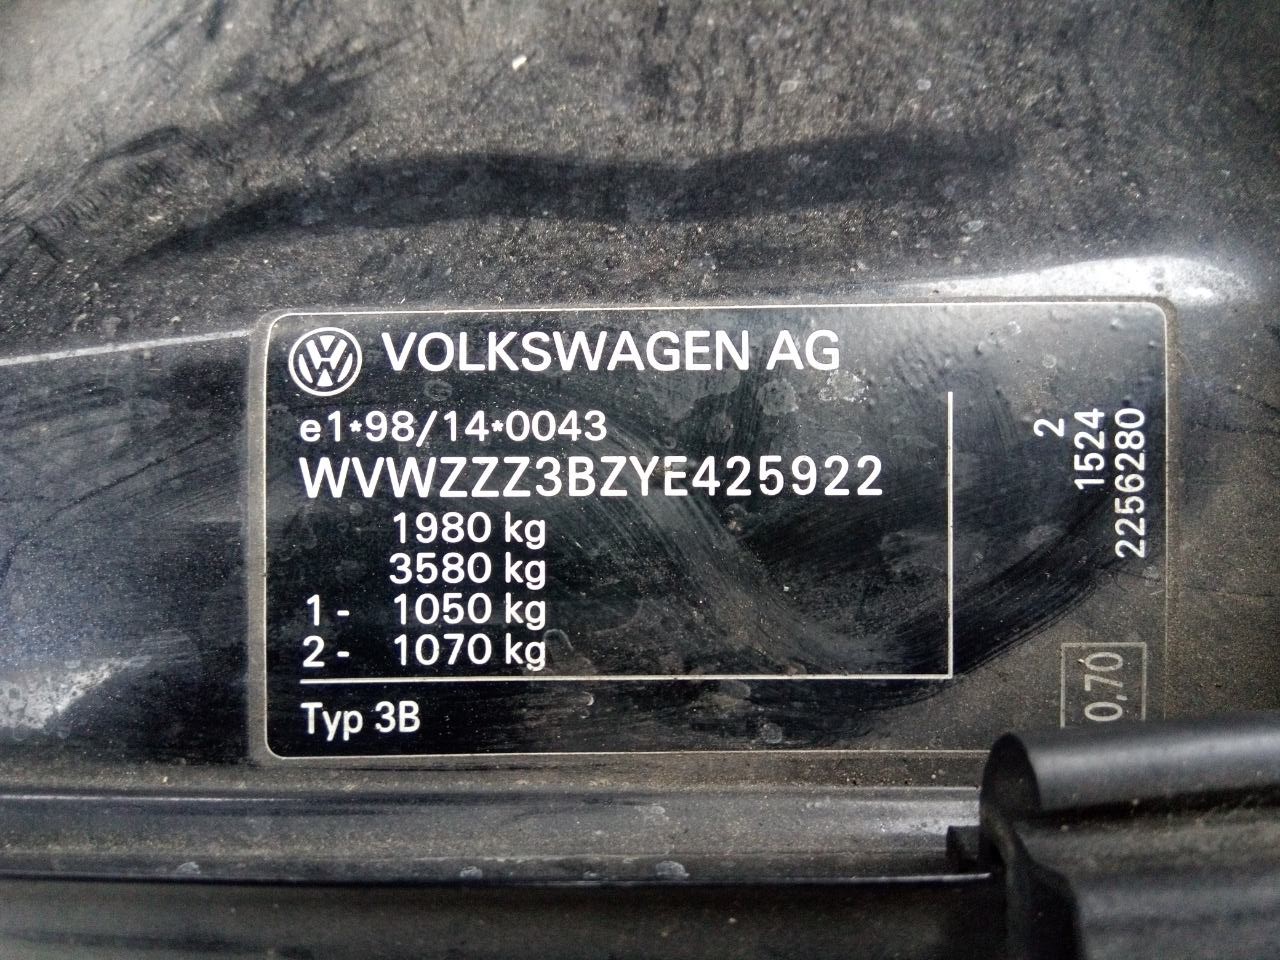 VOLKSWAGEN AG
e1*98/14*0043
WVWZZZ3BZYE425922
1980 kg
3580 kg
1- 1050 kg
2- 1070 kg
Typ 3B
2
1524
22556280
0,70